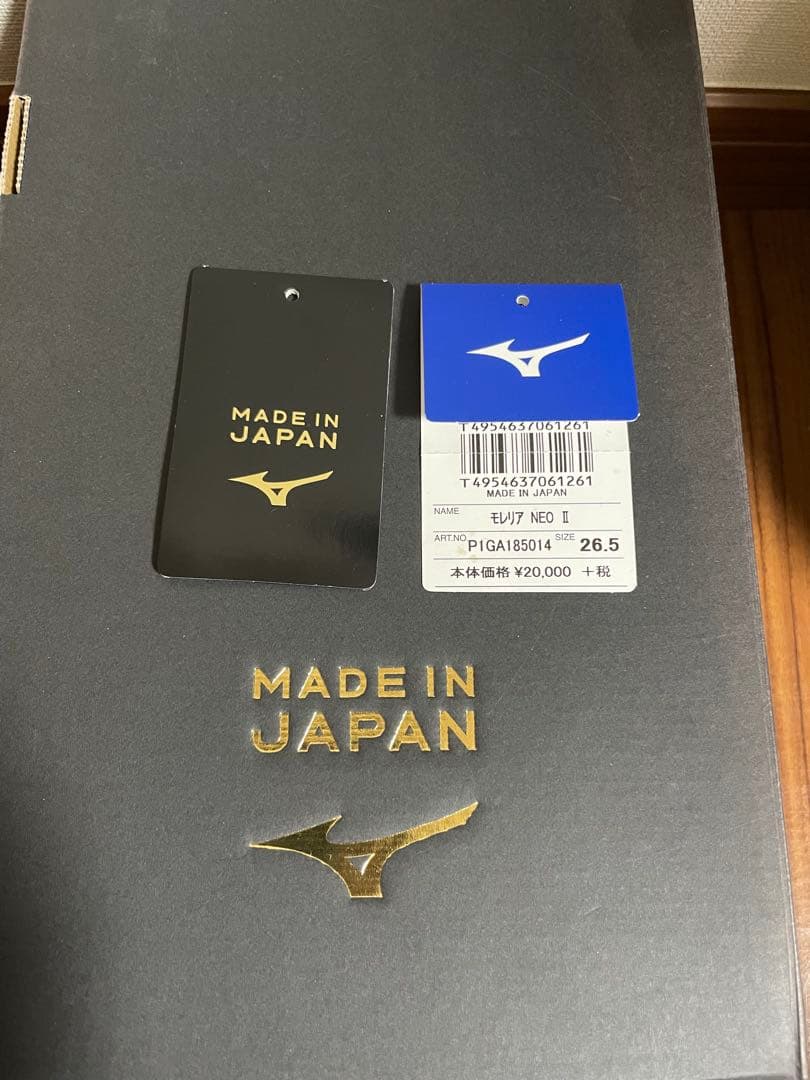 MADE IN
JAPAN
T4954637061261
T4954637061261
MADE IN JAPAN
NAME モレリア NEO Ⅱ
ART.NO. P1GA185014 SIZE 26.5
本体価格 ¥20,000 +税
MADE IN
JAPAN